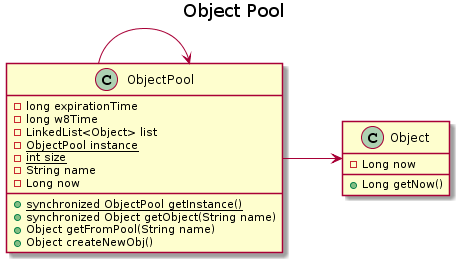 Object Pool
C ObjectPool
long expirationTime
long w8Time
LinkedList<Object> list
ObjectPool instance
int size
String name
Long now
synchronized ObjectPool getInstance()
synchronized Object getObject(String name)
Object getFromPool(String name)
Object createNewObj()
C Object
Long now
Long getNow()